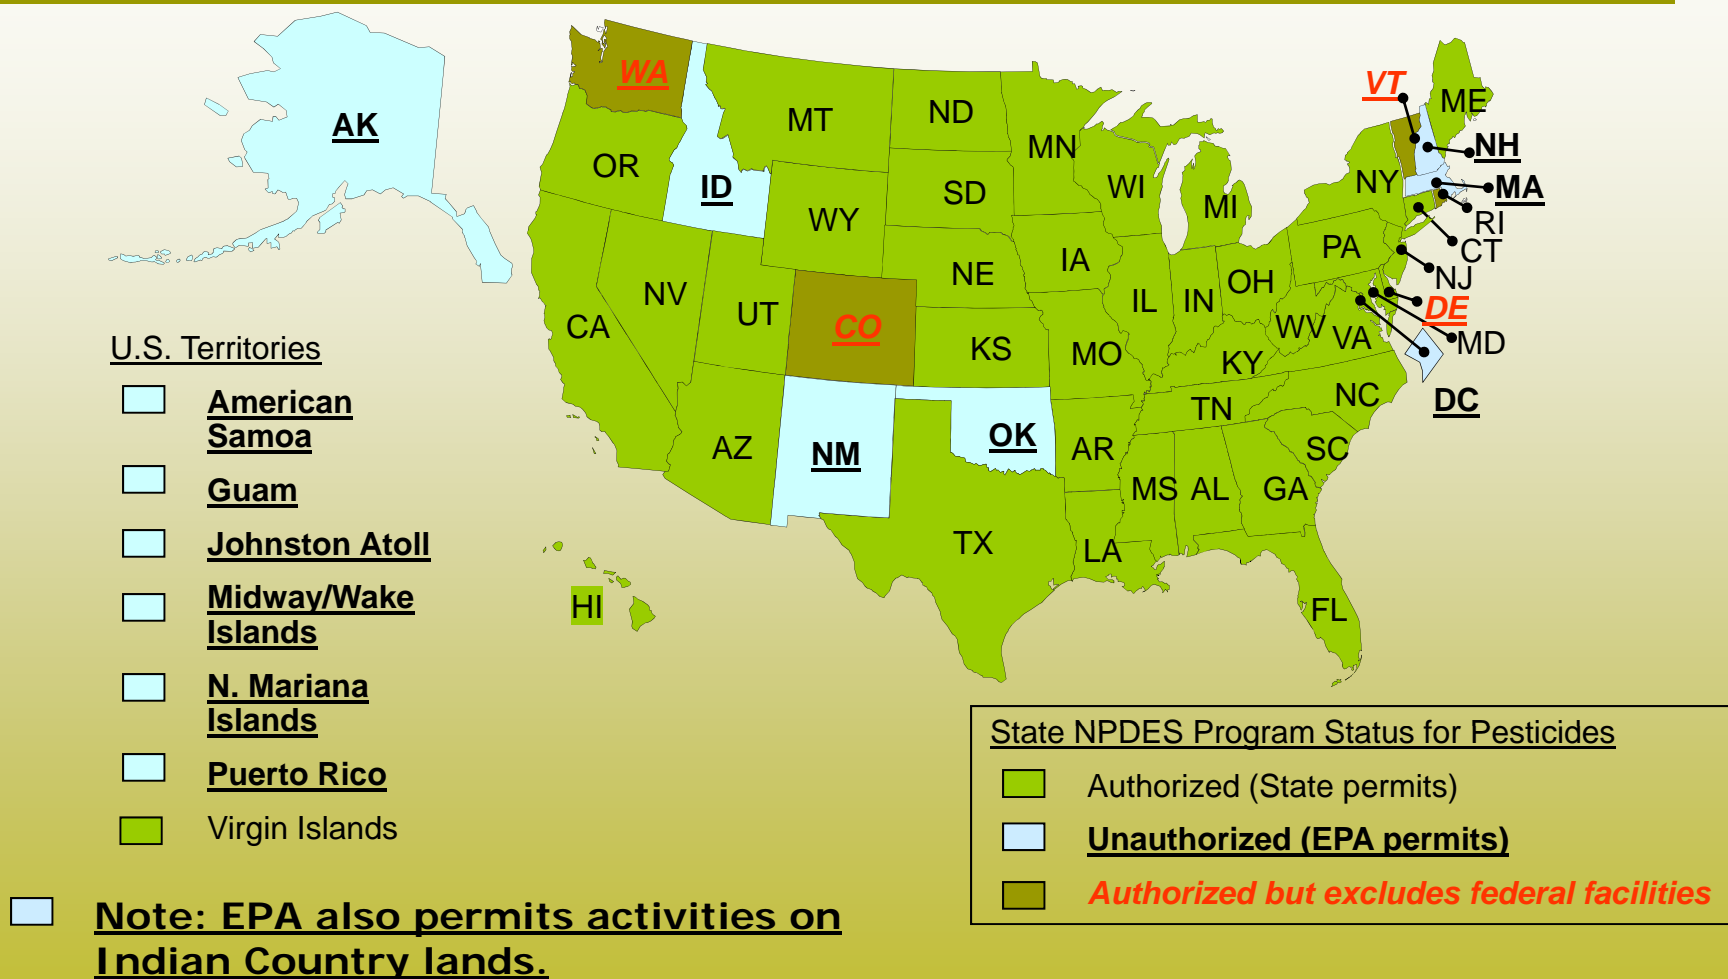 AK
WA
MT
ND
MN
OR
ID
WY
SD
WI
MI
NY
VT
ME
NH
MA
RI
CT
NJ
DE
MD
DC
PA
NV
UT
CO
NE
IA
IL
IN
OH
WV
VA
CA
KS
MO
KY
NC
TN
AZ
NM
OK
AR
SC
MS
AL
GA
TX
LA
FL
HI
U.S. Territories
American
Samoa
Guam
Johnston Atoll
Midway/Wake
Islands
N. Mariana
Islands
Puerto Rico
Virgin Islands
State NPDES Program Status for Pesticides
Authorized (State permits)
Unauthorized (EPA permits)
Authorized but excludes federal facilities
Note: EPA also permits activities on
Indian Country lands.